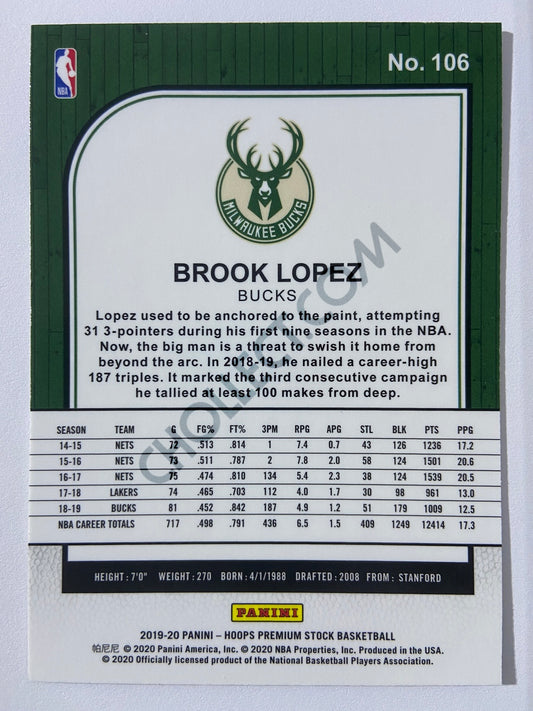 No. 106
NBA
MILWAUKEE BUCKS
BROOK LOPEZ
BUCKS
Lopez used to be anchored to the paint, attempting
31 3-pointers during his first nine seasons in the NBA.
Now, the big man is a threat to swish it home from
beyond the arc. In 2018-19, he nailed a career-high
187 triples. It marked the third consecutive campaign
he tallied at least 100 makes from deep.
CHOLLECT.COM
SEASON TEAM G FG% FT% 3PM RPG APG STL BLK PTS PPG
14-15 NETS 72 .513 .814 1 7.4 0.7 43 126 1236 17.2
15-16 NETS 73 .511 .787 2 7.8 2.0 58 124 1501 20.6
16-17 NETS 75 .474 .810 134 5.4 2.3 38 124 1539 20.5
17-18 LAKERS 74 .465 .703 112 4.0 1.7 30 98 961 13.0
18-19 BUCKS 81 .452 .842 187 4.9 1.2 51 179 1009 12.5
NBA CAREER TOTALS 717 .498 .791 436 6.5 1.5 409 1249 12414 17.3
HEIGHT: 7'0" WEIGHT: 270 BORN: 4/1/1988 DRAFTED: 2008 FROM: STANFORD
PANINI
2019-20 PANINI – HOOPS PREMIUM STOCK BASKETBALL
帕尼尼 © 2020 Panini America, Inc. © 2020 NBA Properties, Inc. Produced in the USA.
© 2020 Officially licensed product of the National Basketball Players Association.